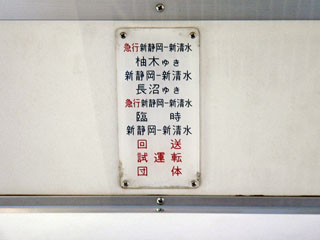 急行新静岡－新清水
柚木ゆき
新静岡－新清水
長沼ゆき
急行新静岡－新清水
臨時
新静岡－新清水
回送
試運転
団体